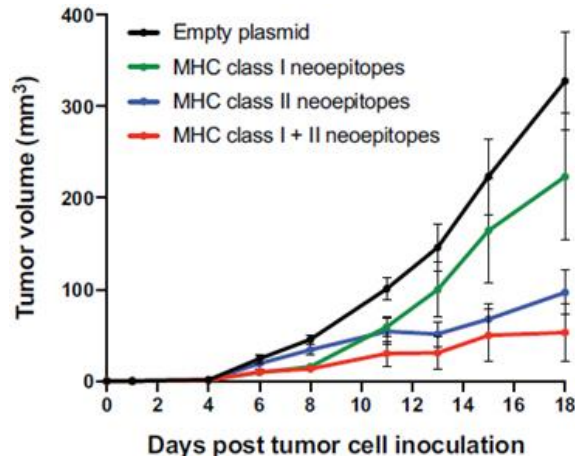 400
300
200
100
0
Tumor volume (mm³)
Empty plasmid
MHC class I neoepitopes
MHC class II neoepitopes
MHC class I + II neoepitopes
0 2 4 6 8 10 12 14 16 18
Days post tumor cell inoculation